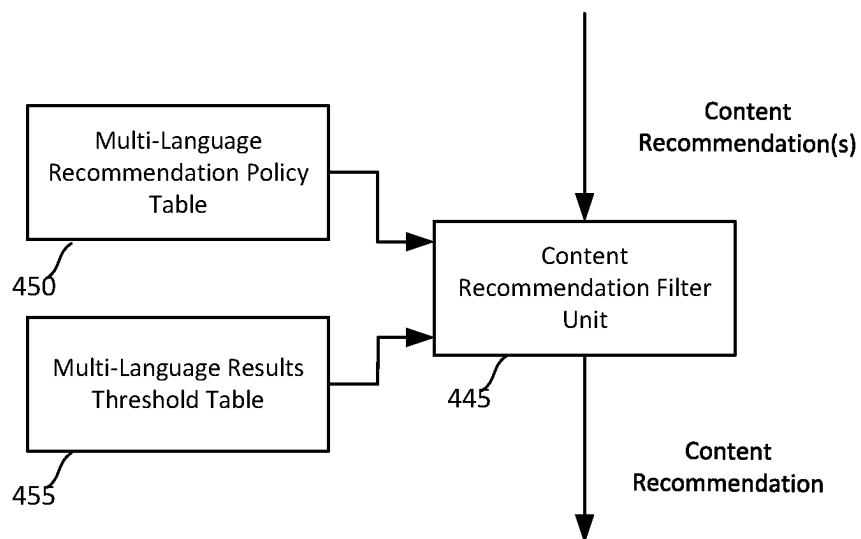 Content
Recommendation(s)
Multi-Language
Recommendation Policy
Table
450
Content
Recommendation Filter
Unit
445
Multi-Language Results
Threshold Table
455
Content
Recommendation